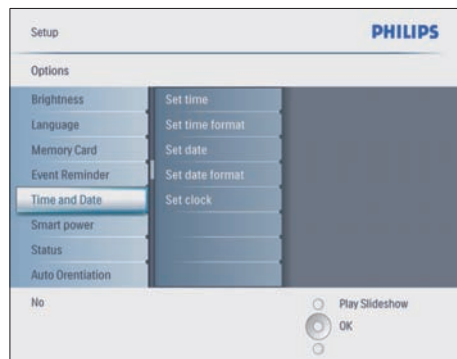 Setup
PHILIPS
Options
Brightness
Set time
Language
Set time format
Memory Card
Set date
Event Reminder
Set date format
Time and Date
Set clock
Smart power
Status
Auto Orentiation
No
Play Slideshow
OK